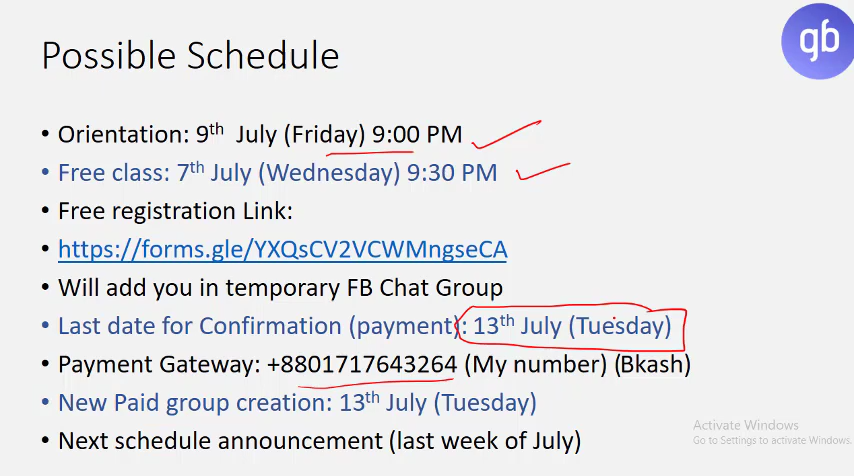 gb
Possible Schedule
• Orientation: 9th July (Friday) 9:00 PM
• Free class: 7th July (Wednesday) 9:30 PM
• Free registration Link:
• https://forms.gle/YXQsCV2VCWMngseCA
• Will add you in temporary FB Chat Group
• Last date for Confirmation (payment): 13th July (Tuesday)
• Payment Gateway: +8801717643264 (My number) (Bkash)
• New Paid group creation: 13th July (Tuesday)
• Next schedule announcement (last week of July)
Activate Windows
Go to Settings to activate Windows.